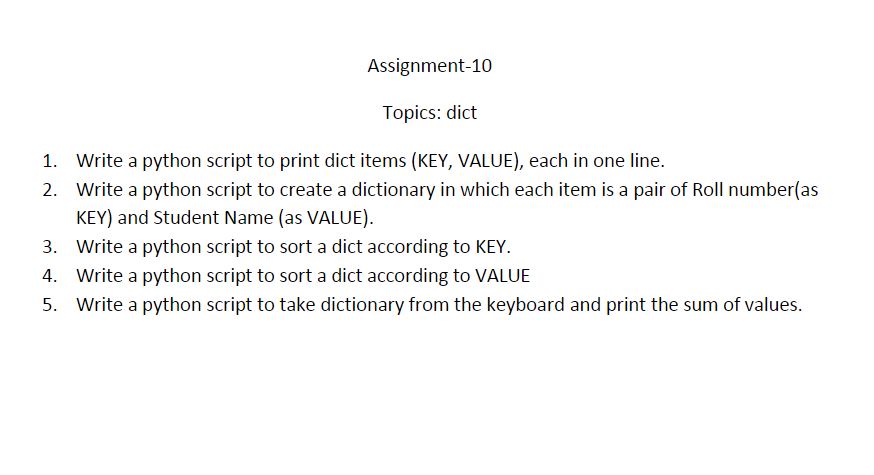 Assignment-10
Topics: dict
1. Write a python script to print dict items (KEY, VALUE), each in one line.
2. Write a python script to create a dictionary in which each item is a pair of Roll number(as
KEY) and Student Name (as VALUE).
3. Write a python script to sort a dict according to KEY.
4. Write a python script to sort a dict according to VALUE
5. Write a python script to take dictionary from the keyboard and print the sum of values.